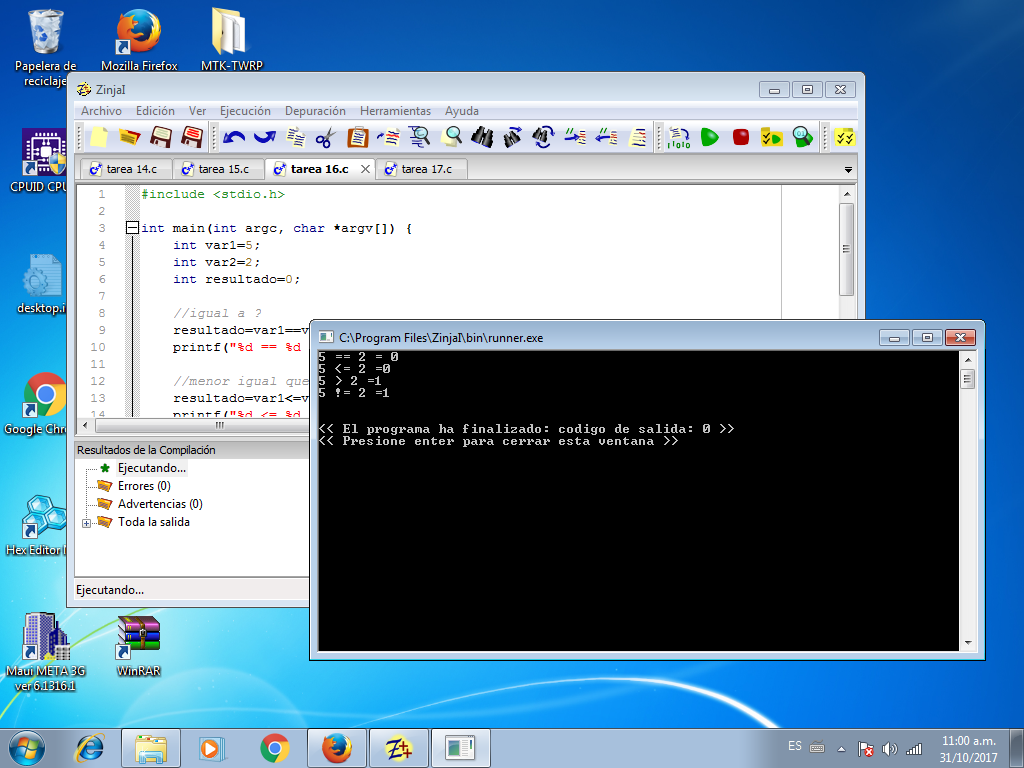 Papelera de
reciclaje
Mozilla Firefox
MTK-TWRP
CPUID CPU
desktop.i
Google Chro
Hex Editor
Maui META 3G
ver 6.1316.1
WinRAR
ZinjaI
Archivo Edición Ver Ejecución Depuración Herramientas Ayuda
tarea 14.c tarea 15.c tarea 16.c tarea 17.c
1 #include <stdio.h>
2
3 int main(int argc, char *argv[]) {
4 int var1=5;
5 int var2=2;
6 int resultado=0;
7
8 //igual a ?
9 resultado=var1==v
10 printf("%d == %d
11
12 //menor igual que
13 resultado=var1<=v
14 printf("%d <= %d
Resultados de la Compilación
Ejecutando...
Errores (0)
Advertencias (0)
Toda la salida
Ejecutando...
C:\Program Files\ZinjaI\bin\runner.exe
5 == 2 = 0
5 <= 2 =0
5 > 2 =1
5 != 2 =1
<< El programa ha finalizado: codigo de salida: 0 >>
<< Presione enter para cerrar esta ventana >>
ES
11:00 a.m.
31/10/2017